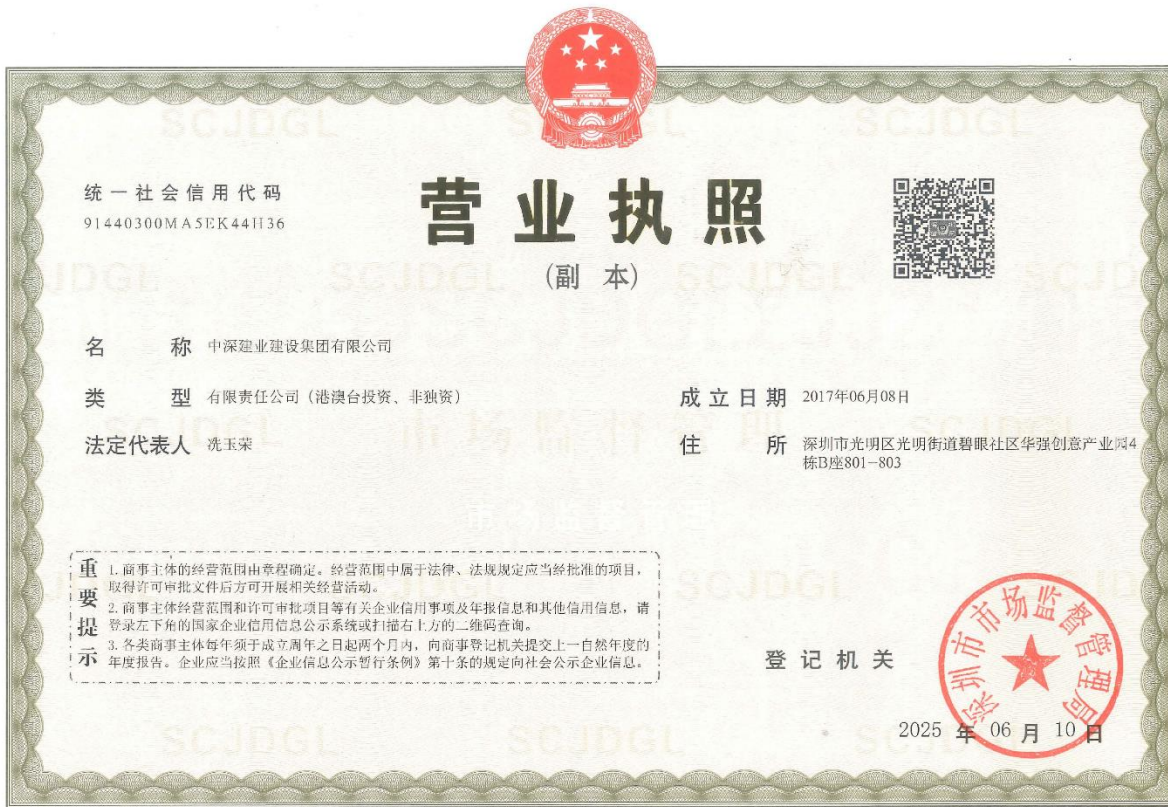 统一社会信用代码
91440300MA5EK44H36
营业执照
(副 本)
名 称 中深建业建设集团有限公司
类 型 有限责任公司（港澳台投资、非独资）
成立日期 2017年06月08日
法定代表人 冼玉荣
住 所 深圳市光明区光明街道碧眼社区华强创意产业园4
栋B座801-803
重要提示
1. 商事主体的经营范围由章程确定。经营范围中属于法律、法规规定应当经批准的项目，
取得许可审批文件后方可开展相关经营活动。
2. 商事主体经营范围和许可审批项目等有关企业信用事项及年报信息和其他信用信息，请
登录左下角的国家企业信用信息公示系统或扫描右上方的二维码查询。
3. 各类商事主体每年须于成立周年之日起两个月内，向商事登记机关提交上一自然年度的
年度报告。企业应当按照《企业信息公示暂行条例》第十条的规定向社会公示企业信息。
登记机关
深圳市市场监督管理局
2025 年 06 月 10 日
SCJDGL
市场监督管理